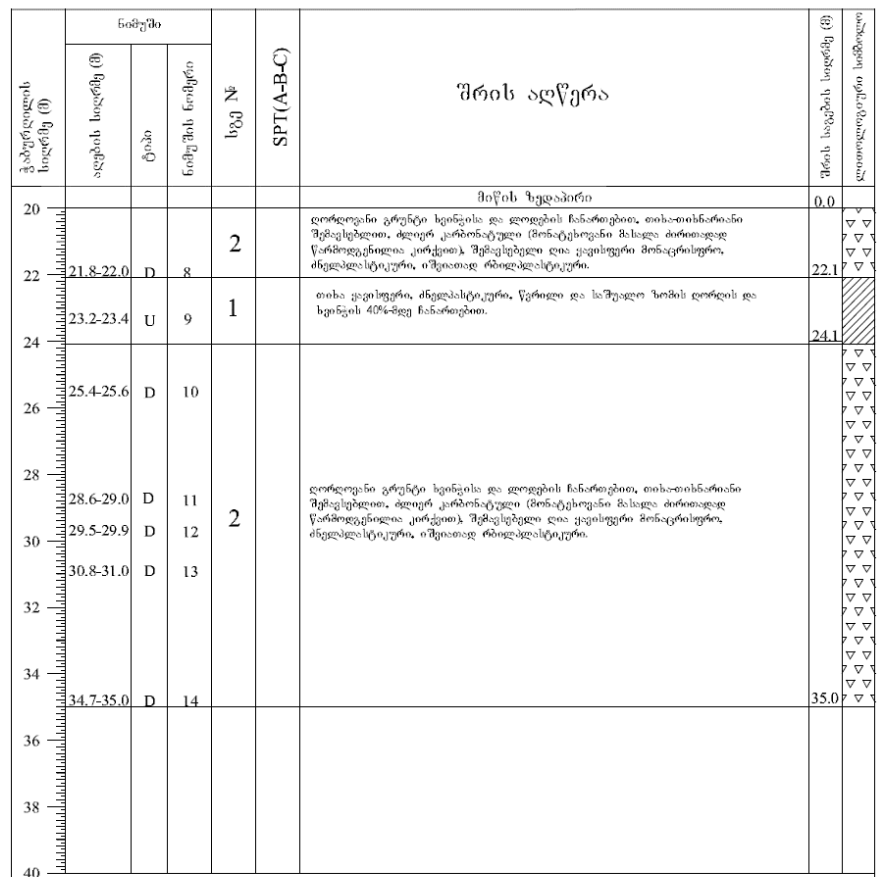 ნიმუში
ჭაბურღილის სიღრმე (მ)
აღების სიღრმე (მ)
ტიპი
ნიმუშის ნომერი
სგე №
SPT(A-B-C)
შრის აღწერა
შრის საგების სიღრმე (მ)
ლითოლოგიური სიმბოლო
მიწის ზედაპირი 0.0
20
ღორღოვანი გრუნტი ხვინჭისა და ლოდების ჩანართებით, თიხა-თიხნარიანი
შემავსებლით, ძლიერ კარბონატული (მონატეხოვანი მასალა ძირითადად
წარმოდგენილია კირქვით), შემავსებელი ღია ყავისფერი მონაცრისფრო,
ძნელპლასტიკური, იშვიათად რბილპლასტიკური.
2
22 21.8-22.0 D 8 22.1
თიხა ყავისფერი, ძნელპასტიკური, წვრილი და საშუალო ზომის ღორღის და
ხვინჭის 40%-მდე ჩანართებით.
1
23.2-23.4 U 9
24 24.1
25.4-25.6 D 10
26
28
ღორღოვანი გრუნტი ხვინჭისა და ლოდების ჩანართებით, თიხა-თიხნარიანი
შემავსებლით, ძლიერ კარბონატული (მონატეხოვანი მასალა ძირითადად
წარმოდგენილია კირქვით), შემავსებელი ღია ყავისფერი მონაცრისფრო,
ძნელპლასტიკური, იშვიათად რბილპლასტიკური.
28.6-29.0 D 11
2
29.5-29.9 D 12
30
30.8-31.0 D 13
32
34
34.7-35.0 D 14 35.0
36
38
40